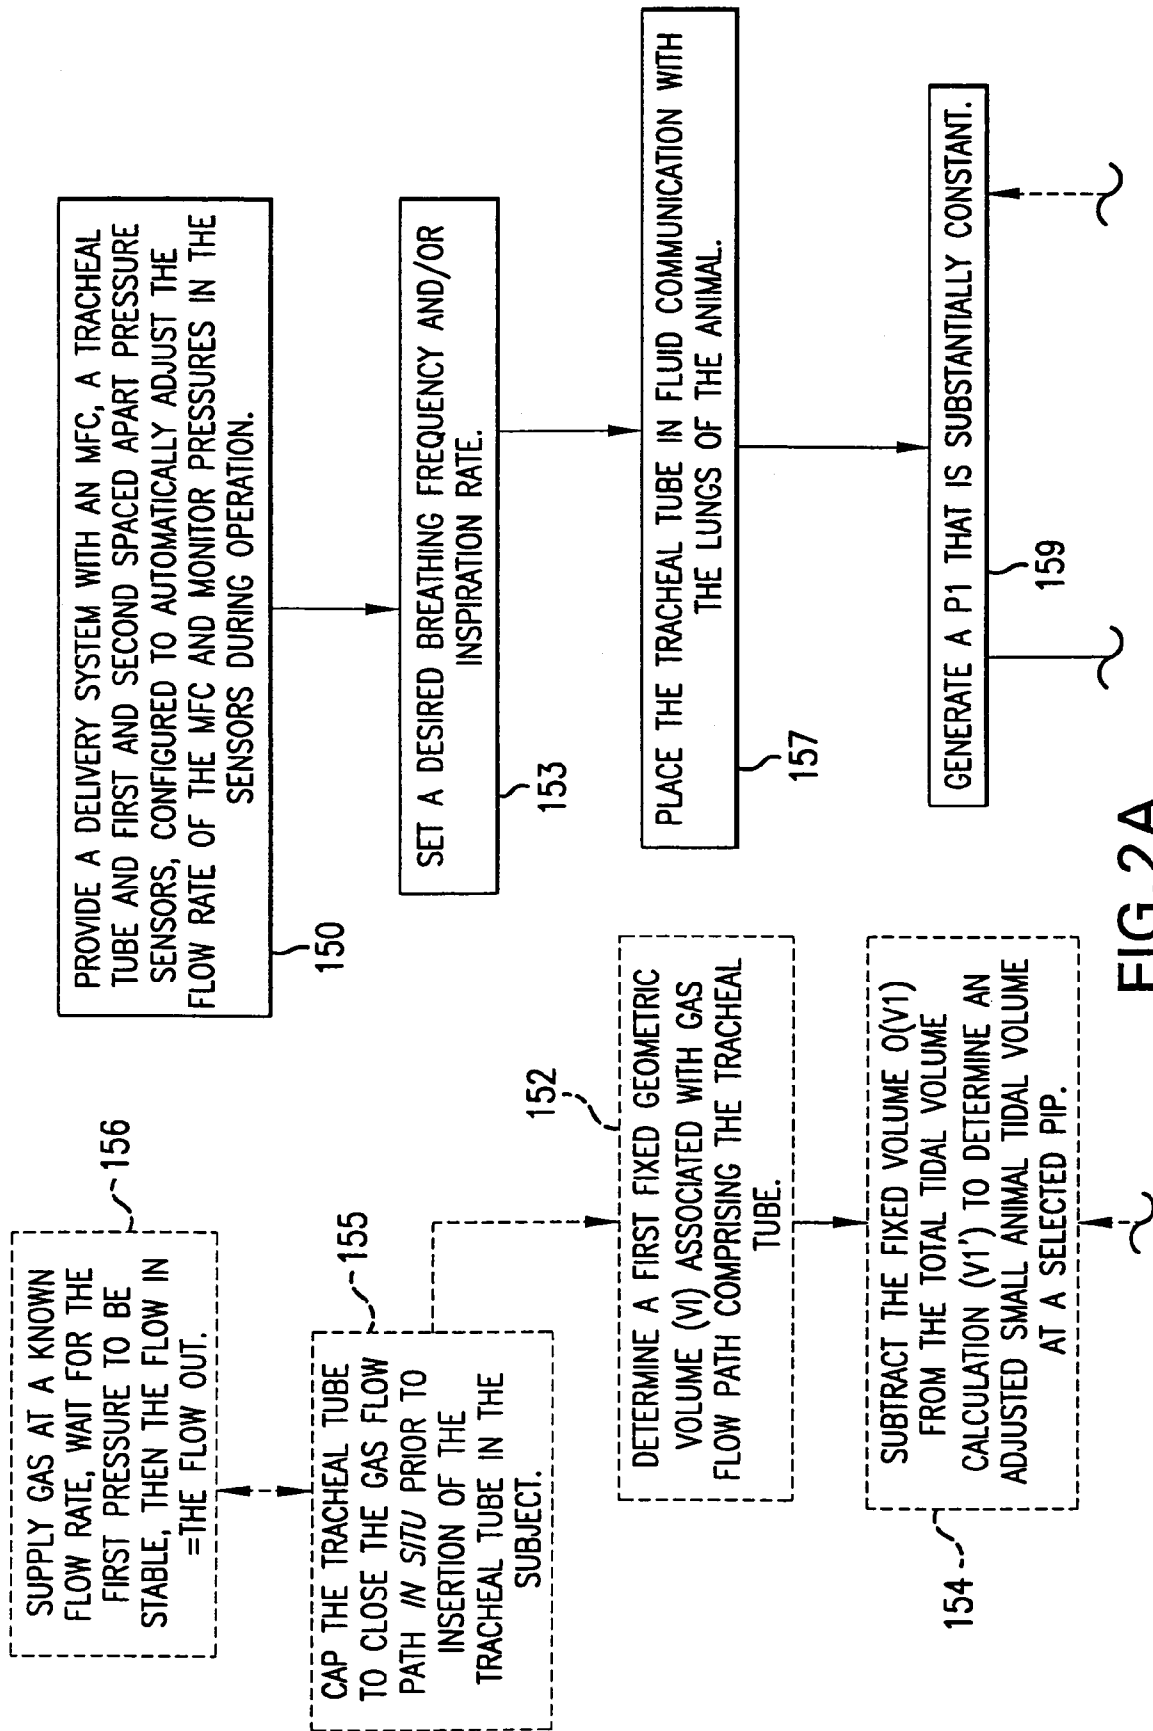 PROVIDE A DELIVERY SYSTEM WITH AN MFC, A TRACHEAL
TUBE AND FIRST AND SECOND SPACED APART PRESSURE
SENSORS, CONFIGURED TO AUTOMATICALLY ADJUST THE
FLOW RATE OF THE MFC AND MONITOR PRESSURES IN THE
SENSORS DURING OPERATION.
150
SET A DESIRED BREATHING FREQUENCY AND/OR
INSPIRATION RATE.
153
PLACE THE TRACHEAL TUBE IN FLUID COMMUNICATION WITH
THE LUNGS OF THE ANIMAL.
157
GENERATE A P1 THAT IS SUBSTANTIALLY CONSTANT.
159
SUPPLY GAS AT A KNOWN
FLOW RATE, WAIT FOR THE
FIRST PRESSURE TO BE
STABLE, THEN THE FLOW IN
=THE FLOW OUT.
156
CAP THE TRACHEAL TUBE
TO CLOSE THE GAS FLOW
PATH IN SITU PRIOR TO
INSERTION OF THE
TRACHEAL TUBE IN THE
SUBJECT.
155
152
DETERMINE A FIRST FIXED GEOMETRIC
VOLUME (VI) ASSOCIATED WITH GAS
FLOW PATH COMPRISING THE TRACHEAL
TUBE.
SUBTRACT THE FIXED VOLUME O(V1)
FROM THE TOTAL TIDAL VOLUME
CALCULATION (V1') TO DETERMINE AN
ADJUSTED SMALL ANIMAL TIDAL VOLUME
AT A SELECTED PIP.
154
FIG.2A